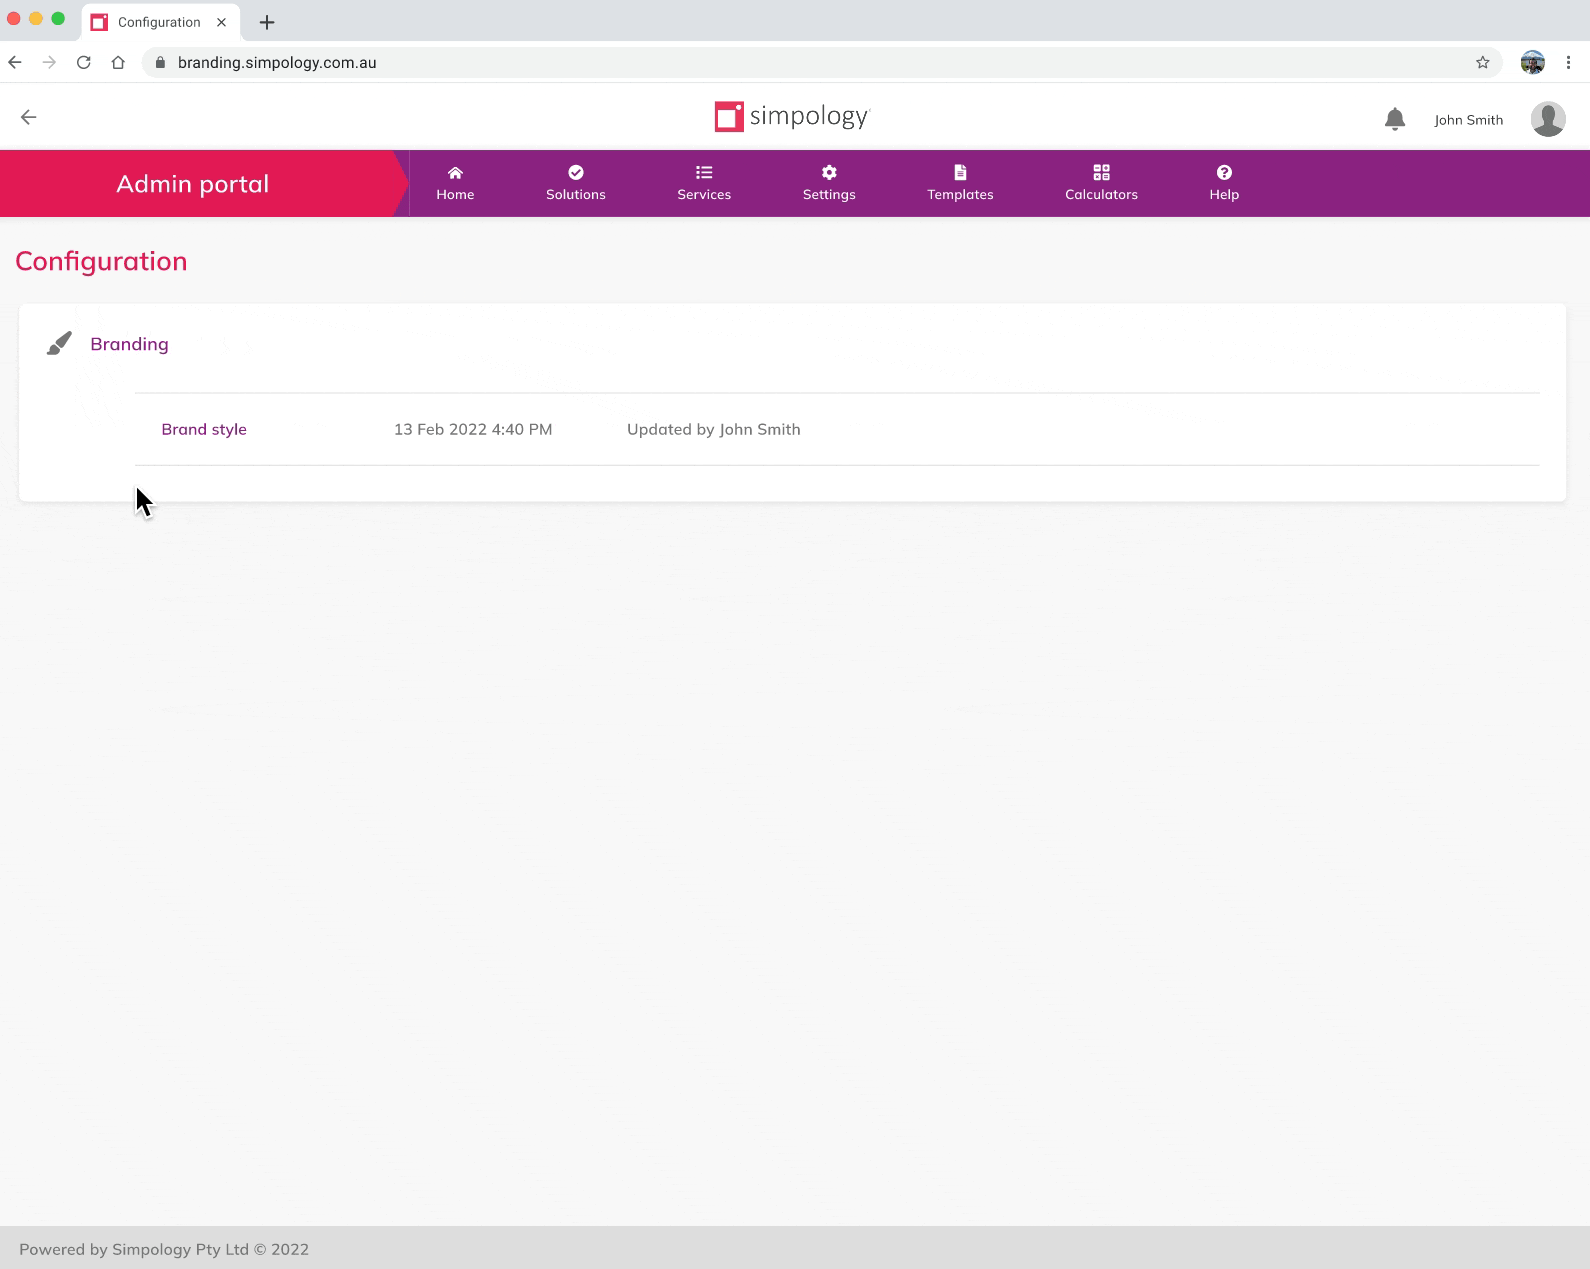 Configuration
branding.simpology.com.au
simpology
John Smith
Admin portal
Home
Solutions
Services
Settings
Templates
Calculators
Help
Configuration
Branding
Brand style 13 Feb 2022 4:40 PM Updated by John Smith
Powered by Simpology Pty Ltd © 2022